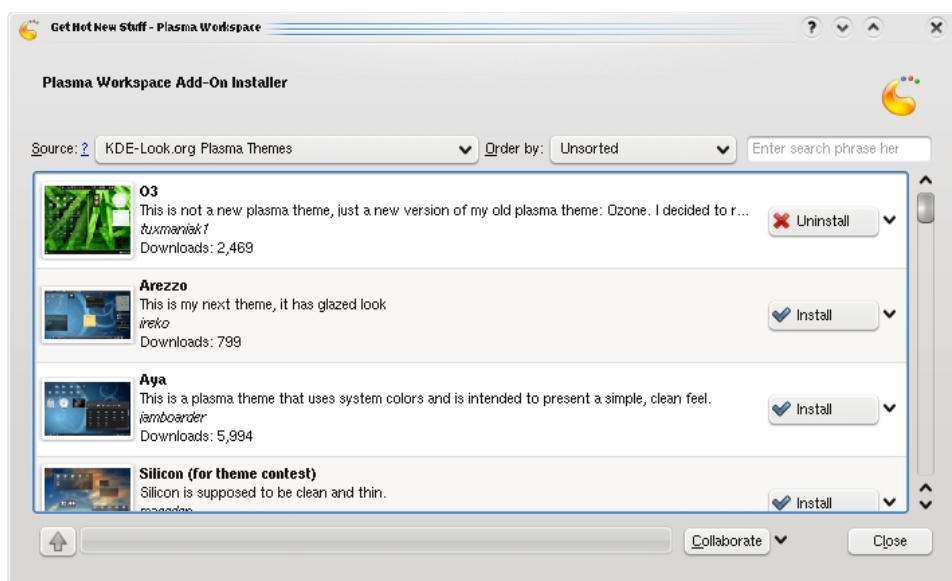 Get Hot New Stuff - Plasma Workspace
Plasma Workspace Add-On Installer
Source: ? KDE-Look.org Plasma Themes Order by: Unsorted Enter search phrase her
O3
This is not a new plasma theme, just a new version of my old plasma theme: Ozone. I decided to r...
tuxmaniak1
Downloads: 2,469
Uninstall
Arezzo
This is my next theme, it has glazed look
ireko
Downloads: 799
Install
Aya
This is a plasma theme that uses system colors and is intended to present a simple, clean feel.
jamboarder
Downloads: 5,994
Install
Silicon (for theme contest)
Silicon is supposed to be clean and thin.
Install
Collaborate Close